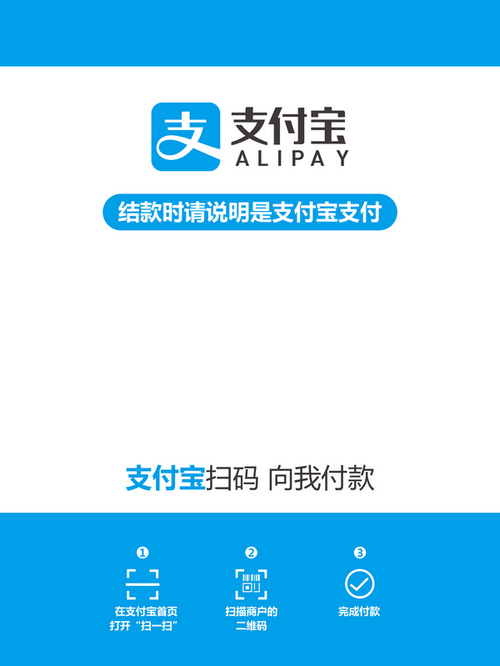 支
支付宝
ALIPAY
结款时请说明是支付宝支付
支付宝扫码 向我付款
1 2 3
在支付宝首页
打开“扫一扫”
扫描商户的
二维码
完成付款